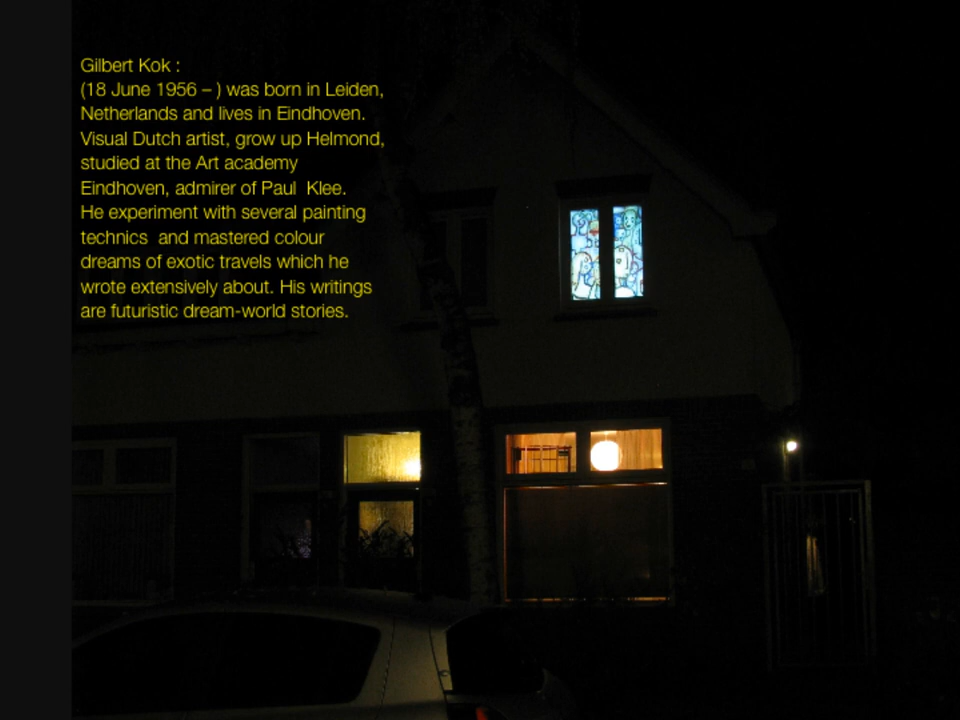 Gilbert Kok :
(18 June 1956 – ) was born in Leiden,
Netherlands and lives in Eindhoven.
Visual Dutch artist, grow up Helmond,
studied at the Art academy
Eindhoven, admirer of Paul  Klee.
He experiment with several painting
technics  and mastered colour
dreams of exotic travels which he
wrote extensively about. His writings
are futuristic dream-world stories.